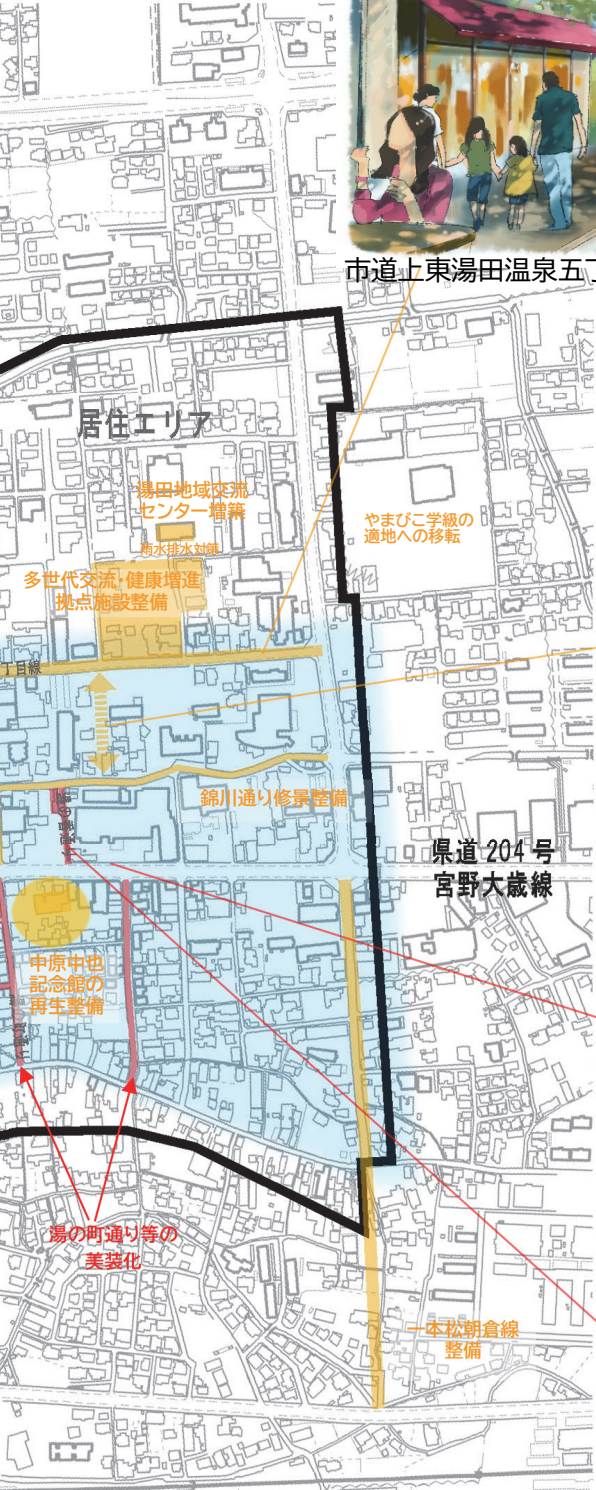 市道上東湯田温泉五丁
居住エリア
湯田地域交流
センター増築
雨水排水対策
やまびこ学級の
適地への移転
多世代交流・健康増進
拠点施設整備
丁目線
錦川通り修景整備
県道 204 号
宮野大歳線
中原中也
記念館の
再生整備
湯の町通り等の
美装化
一本松朝倉線
整備